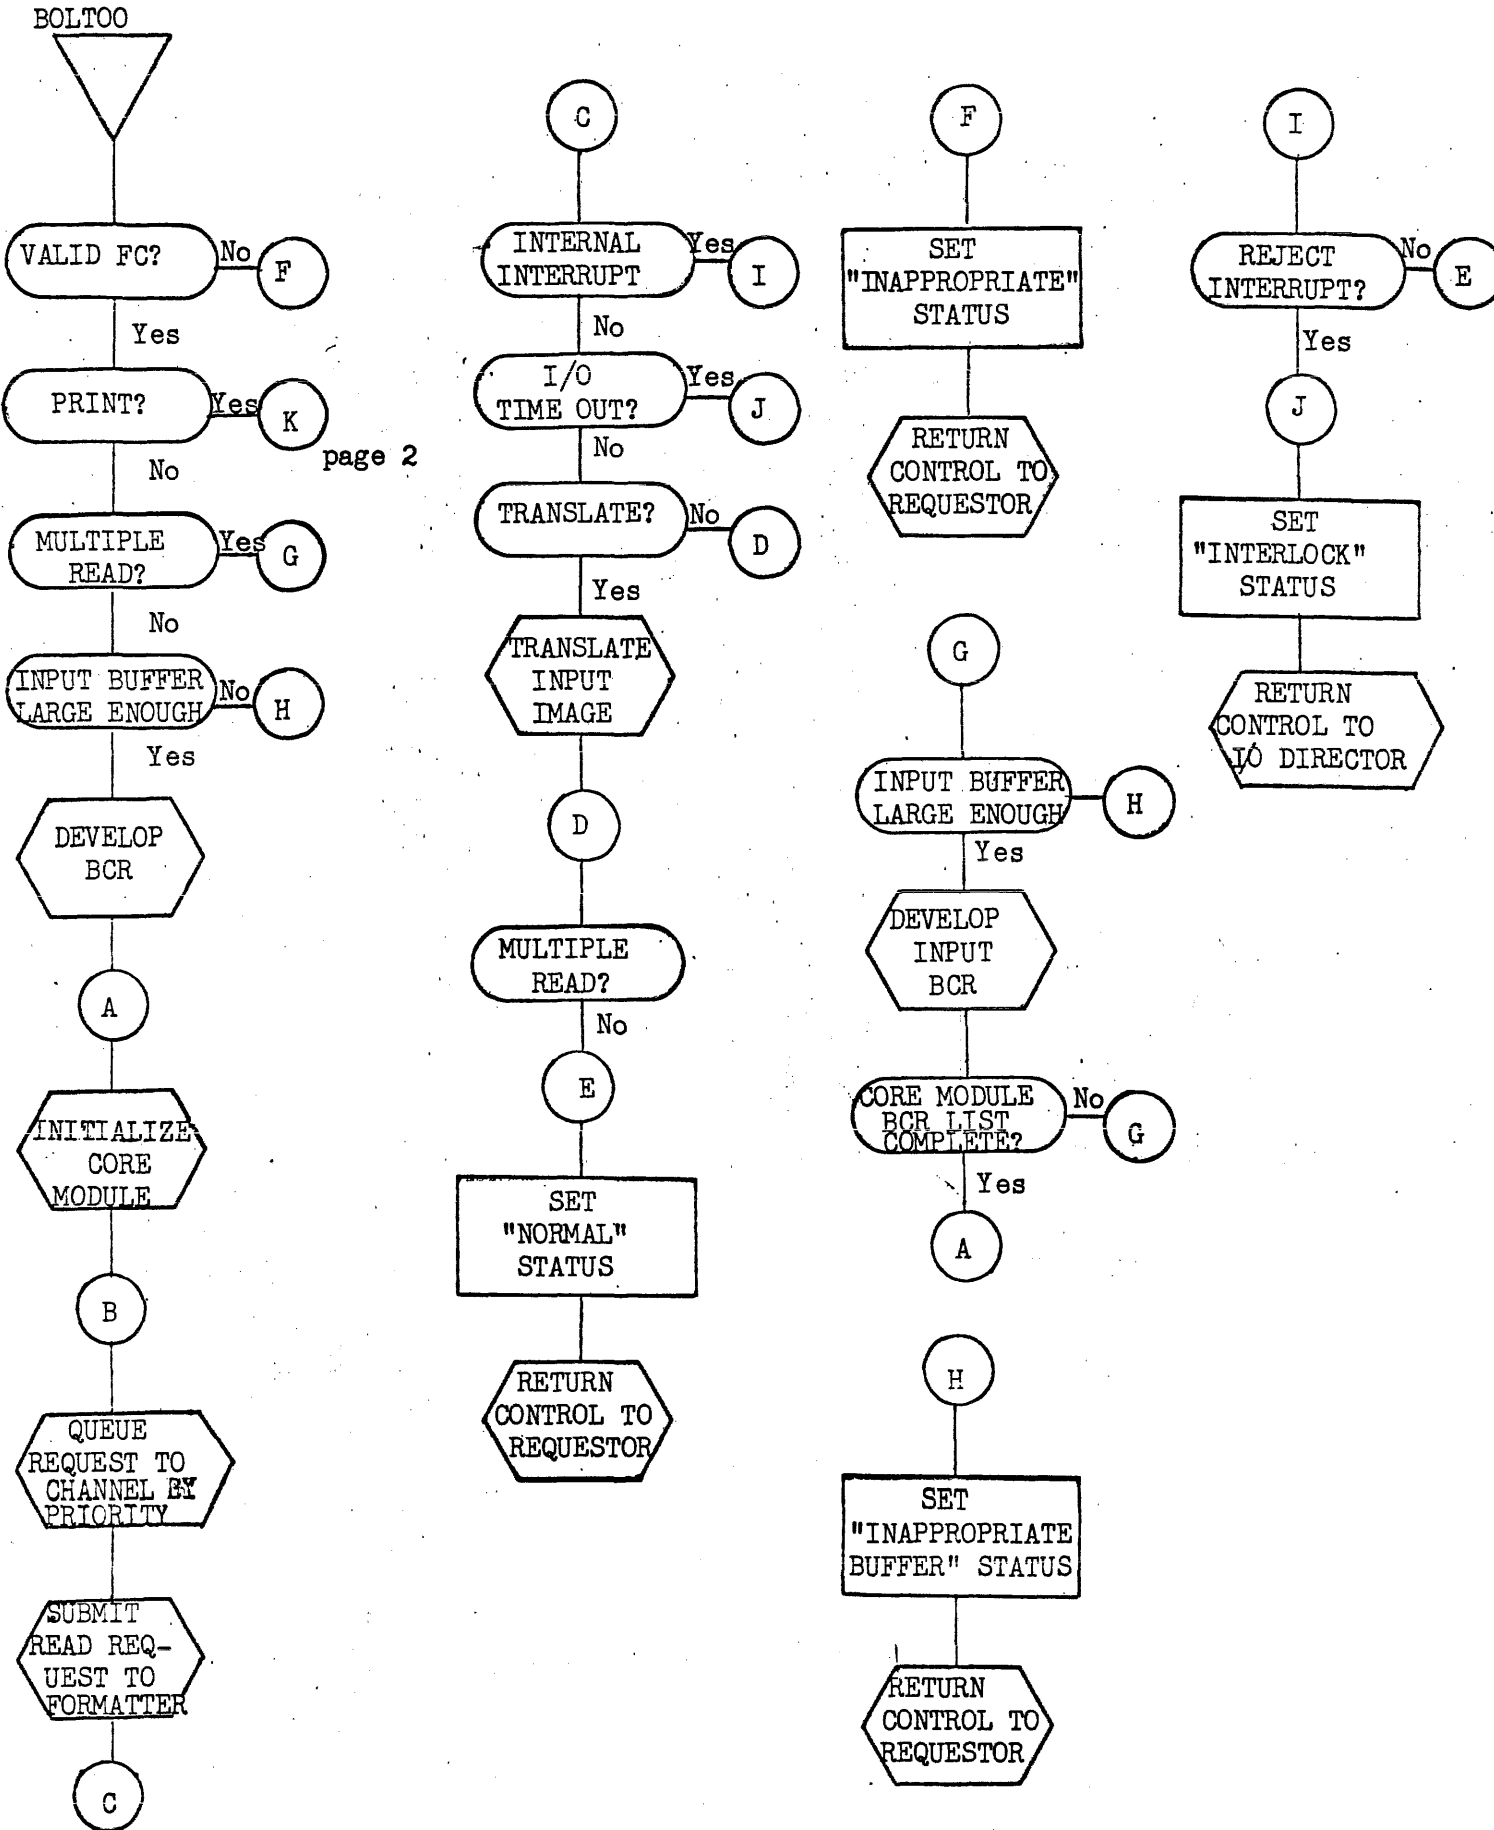 BOLTOO
VALID FC?
No
F
Yes
PRINT?
Yes
K
page 2
No
MULTIPLE
READ?
Yes
G
No
INPUT BUFFER
LARGE ENOUGH
No
H
Yes
DEVELOP
BCR
A
INITIALIZE
CORE
MODULE
B
QUEUE
REQUEST TO
CHANNEL BY
PRIORITY
SUBMIT
READ REQ-
UEST TO
FORMATTER
C
C
INTERNAL
INTERRUPT
Yes
I
No
I/O
TIME OUT?
Yes
J
No
TRANSLATE?
No
D
Yes
TRANSLATE
INPUT
IMAGE
D
MULTIPLE
READ?
No
E
SET
"NORMAL"
STATUS
RETURN
CONTROL TO
REQUESTOR
F
SET
"INAPPROPRIATE"
STATUS
RETURN
CONTROL TO
REQUESTOR
G
INPUT BUFFER
LARGE ENOUGH
H
Yes
DEVELOP
INPUT
BCR
CORE MODULE
BCR LIST
COMPLETE?
No
G
Yes
A
H
SET
"INAPPROPRIATE
BUFFER" STATUS
RETURN
CONTROL TO
REQUESTOR
I
REJECT
INTERRUPT?
No
E
Yes
J
SET
"INTERLOCK"
STATUS
RETURN
CONTROL TO
I/O DIRECTOR